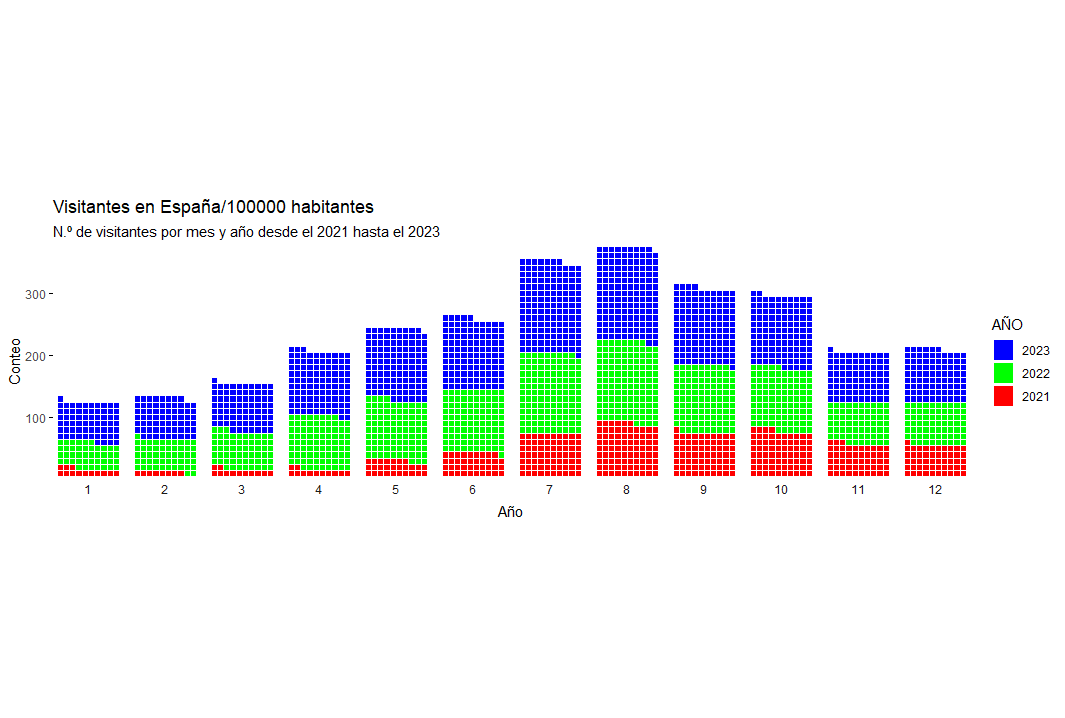 Visitantes en España/100000 habitantes
N.º de visitantes por mes y año desde el 2021 hasta el 2023
300
200
100
Conteo
1 2 3 4 5 6 7 8 9 10 11 12
Año
AÑO
2023
2022
2021